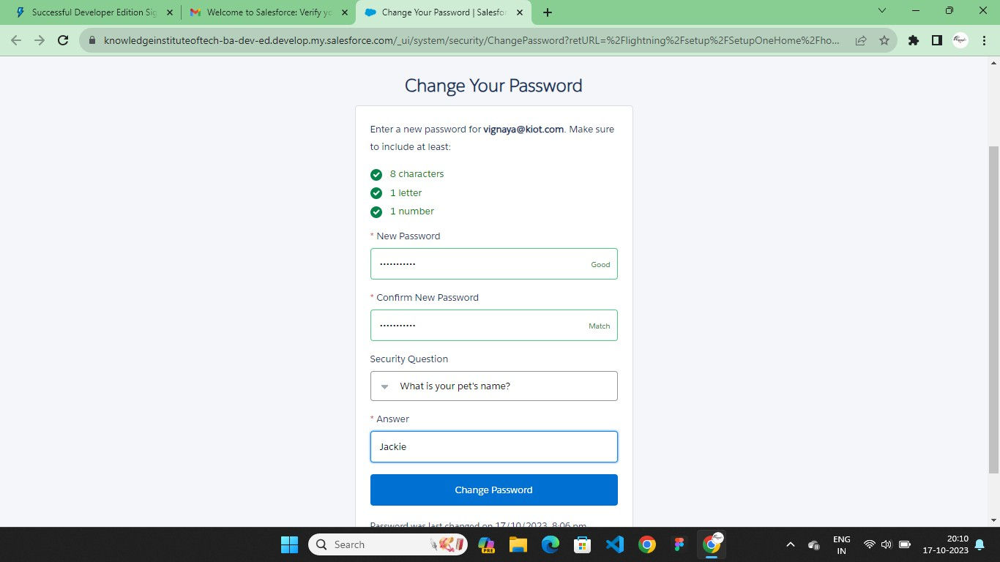 Successful Developer Edition Sig
Welcome to Salesforce: Verify yo
Change Your Password | Salesfor
knowledgeinstituteoftech-ba-dev-ed.develop.my.salesforce.com/_ui/system/security/ChangePassword?retURL=%2Flightning%2Fsetup%2FSetupOneHome%2Fho...
Change Your Password
Enter a new password for vignaya@kiot.com. Make sure
to include at least:
8 characters
1 letter
1 number
* New Password
••••••••••• Good
* Confirm New Password
••••••••••• Match
Security Question
What is your pet's name?
* Answer
Jackie
Change Password
Password was last changed on 17/10/2023, 8:06 pm.
Search
PRE
ENG
IN
20:10
17-10-2023